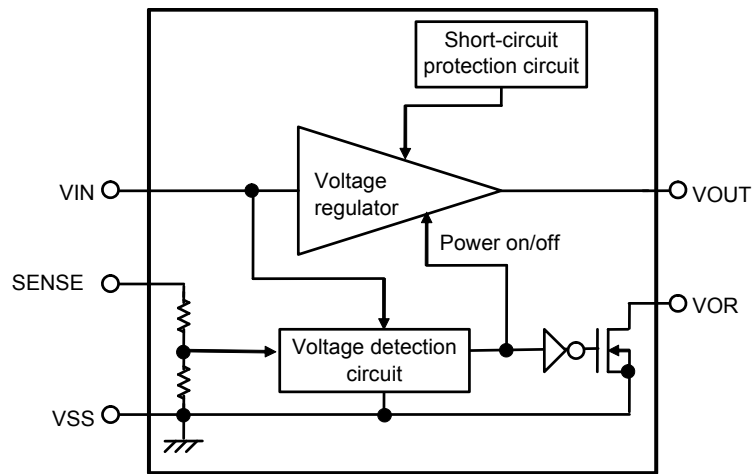 Short-circuit
protection circuit
VIN
Voltage
regulator
VOUT
Power on/off
SENSE
VOR
Voltage detection
circuit
VSS